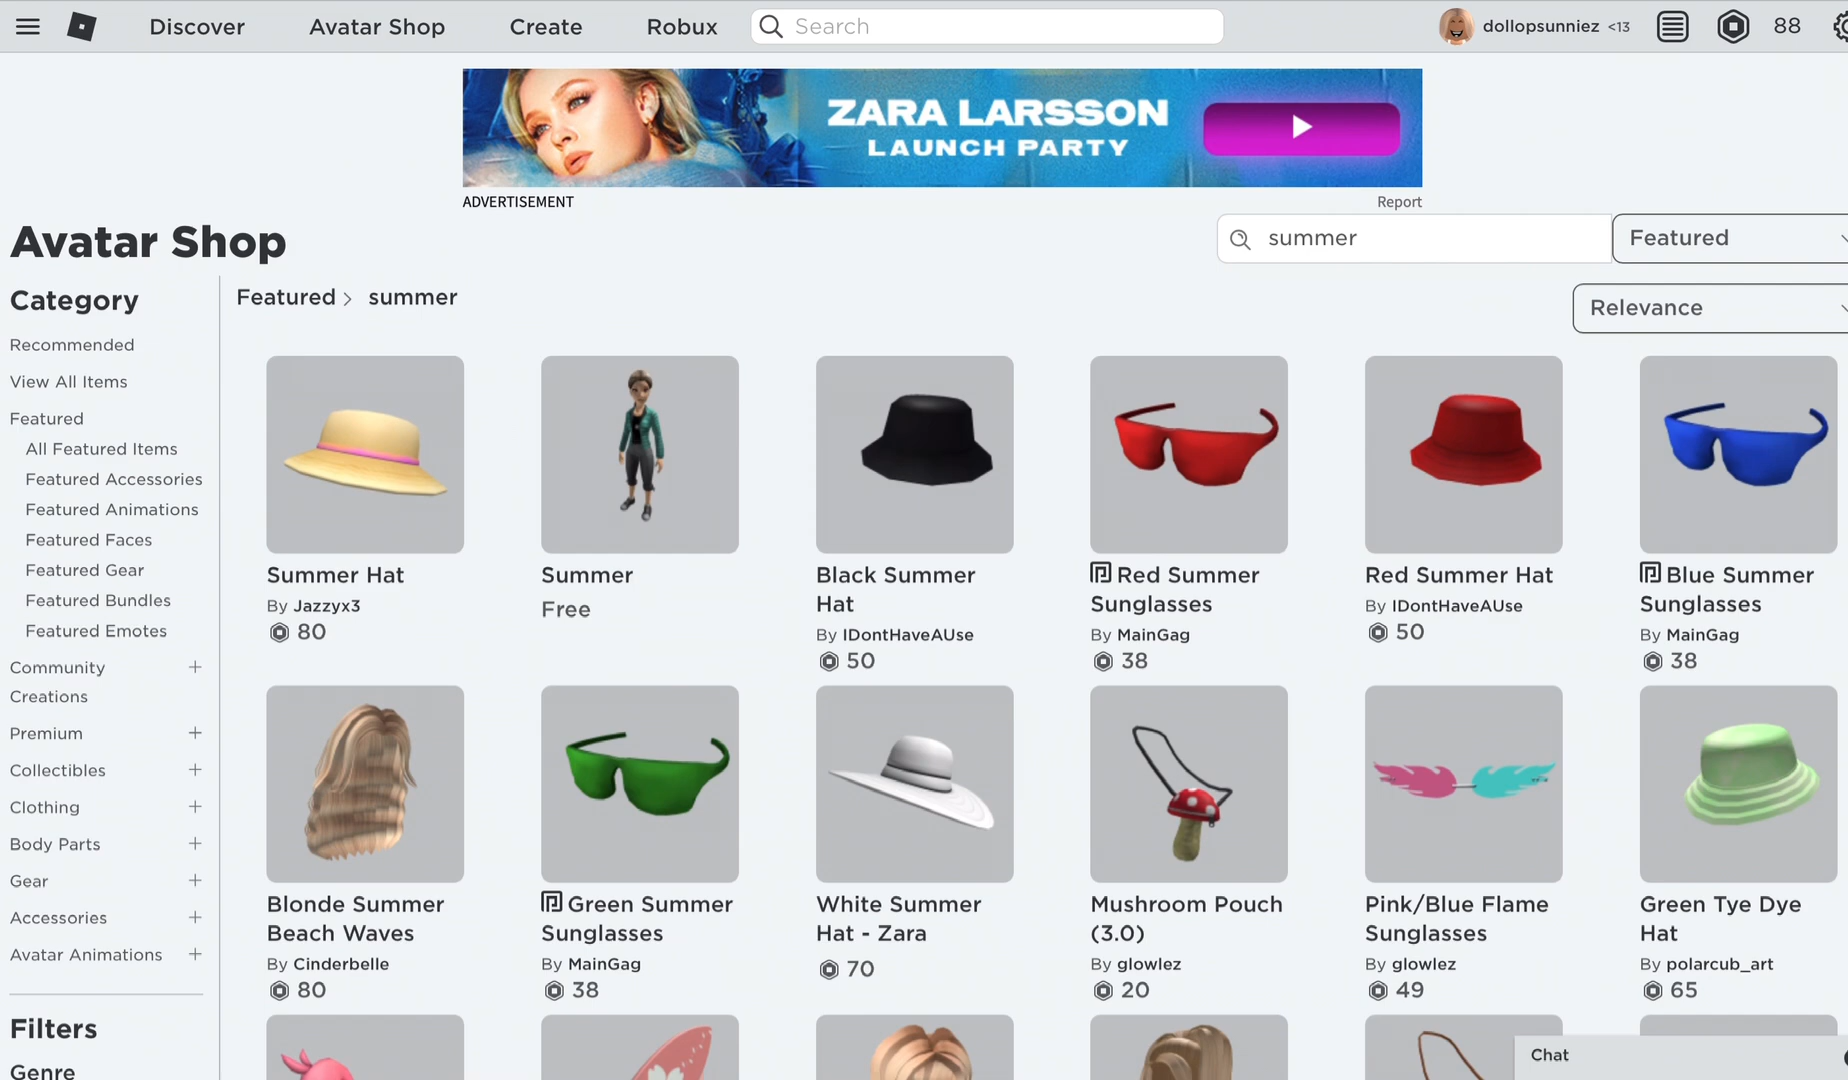 Discover Avatar Shop Create Robux Search dollopsunniez <13 88
ZARA LARSSON
LAUNCH PARTY
ADVERTISEMENT Report
Avatar Shop
summer Featured
Category
Featured > summer
Relevance
Recommended
View All Items
Featured
All Featured Items
Featured Accessories
Featured Animations
Featured Faces
Featured Gear
Featured Bundles
Featured Emotes
Community +
Creations
Premium +
Collectibles +
Clothing +
Body Parts +
Gear +
Accessories +
Avatar Animations +
Filters
Genre
Summer Hat
By Jazzyx3
80
Summer
Free
Black Summer
Hat
By IDontHaveAUse
50
Red Summer
Sunglasses
By MainGag
38
Red Summer Hat
By IDontHaveAUse
50
Blue Summer
Sunglasses
By MainGag
38
Blonde Summer
Beach Waves
By Cinderbelle
80
Green Summer
Sunglasses
By MainGag
38
White Summer
Hat - Zara
70
Mushroom Pouch
(3.0)
By glowlez
20
Pink/Blue Flame
Sunglasses
By glowlez
49
Green Tye Dye
Hat
By polarcub_art
65
Chat